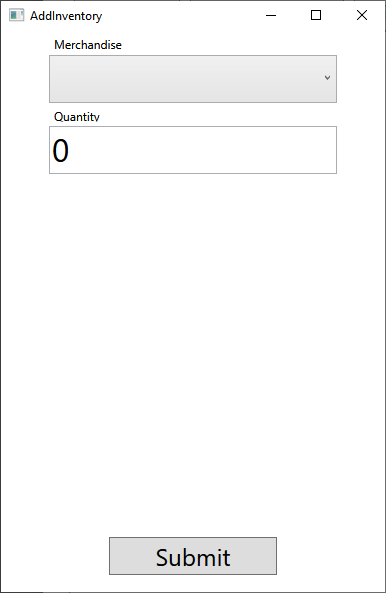 AddInventory
Merchandise
Quantity
0
Submit